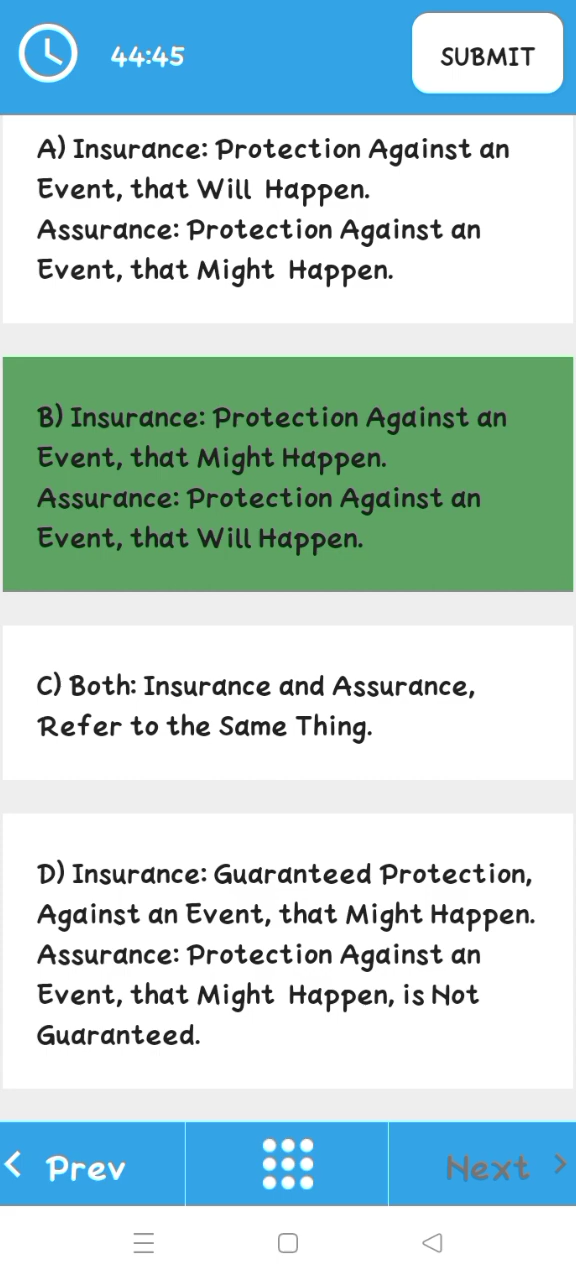 44:45
SUBMIT
A) Insurance: Protection Against an
Event, that Will Happen.
Assurance: Protection Against an
Event, that Might Happen.
B) Insurance: Protection Against an
Event, that Might Happen.
Assurance: Protection Against an
Event, that Will Happen.
C) Both: Insurance and Assurance,
Refer to the Same Thing.
D) Insurance: Guaranteed Protection,
Against an Event, that Might Happen.
Assurance: Protection Against an
Event, that Might Happen, is Not
Guaranteed.
Prev
Next